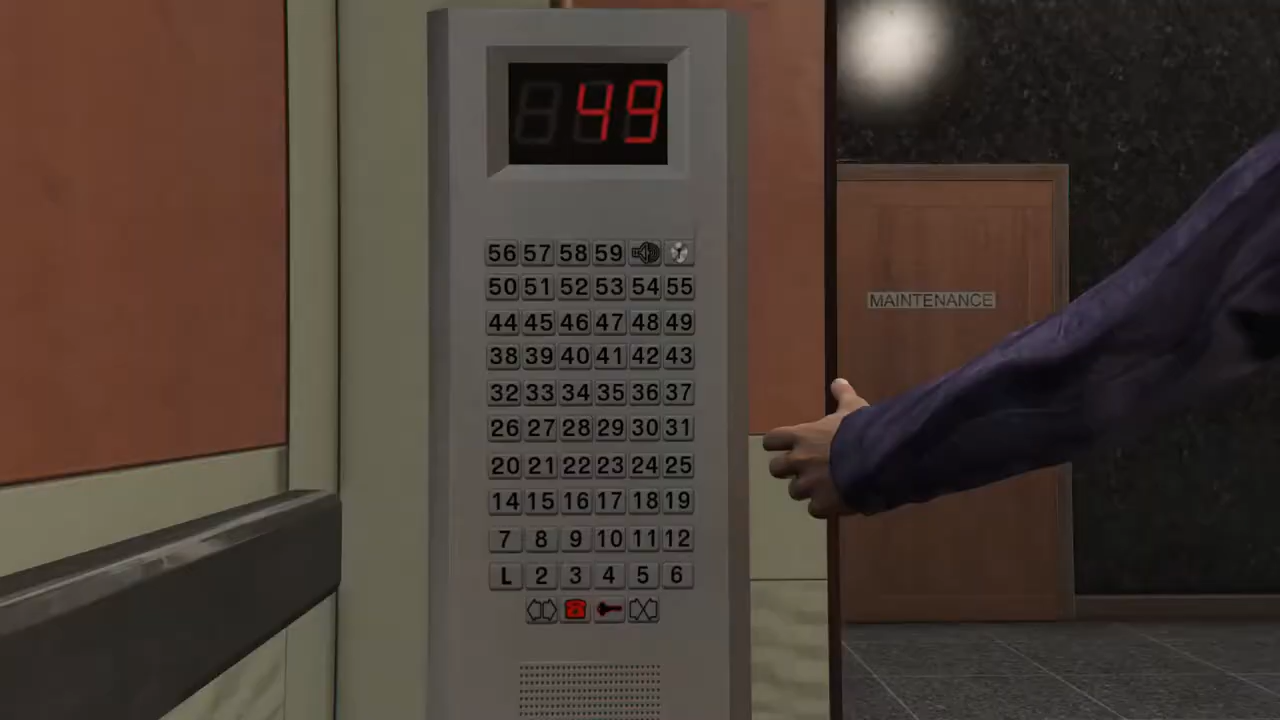 49
56 57 58 59
50 51 52 53 54 55
44 45 46 47 48 49
38 39 40 41 42 43
32 33 34 35 36 37
26 27 28 29 30 31
20 21 22 23 24 25
14 15 16 17 18 19
7 8 9 10 11 12
L 2 3 4 5 6
MAINTENANCE